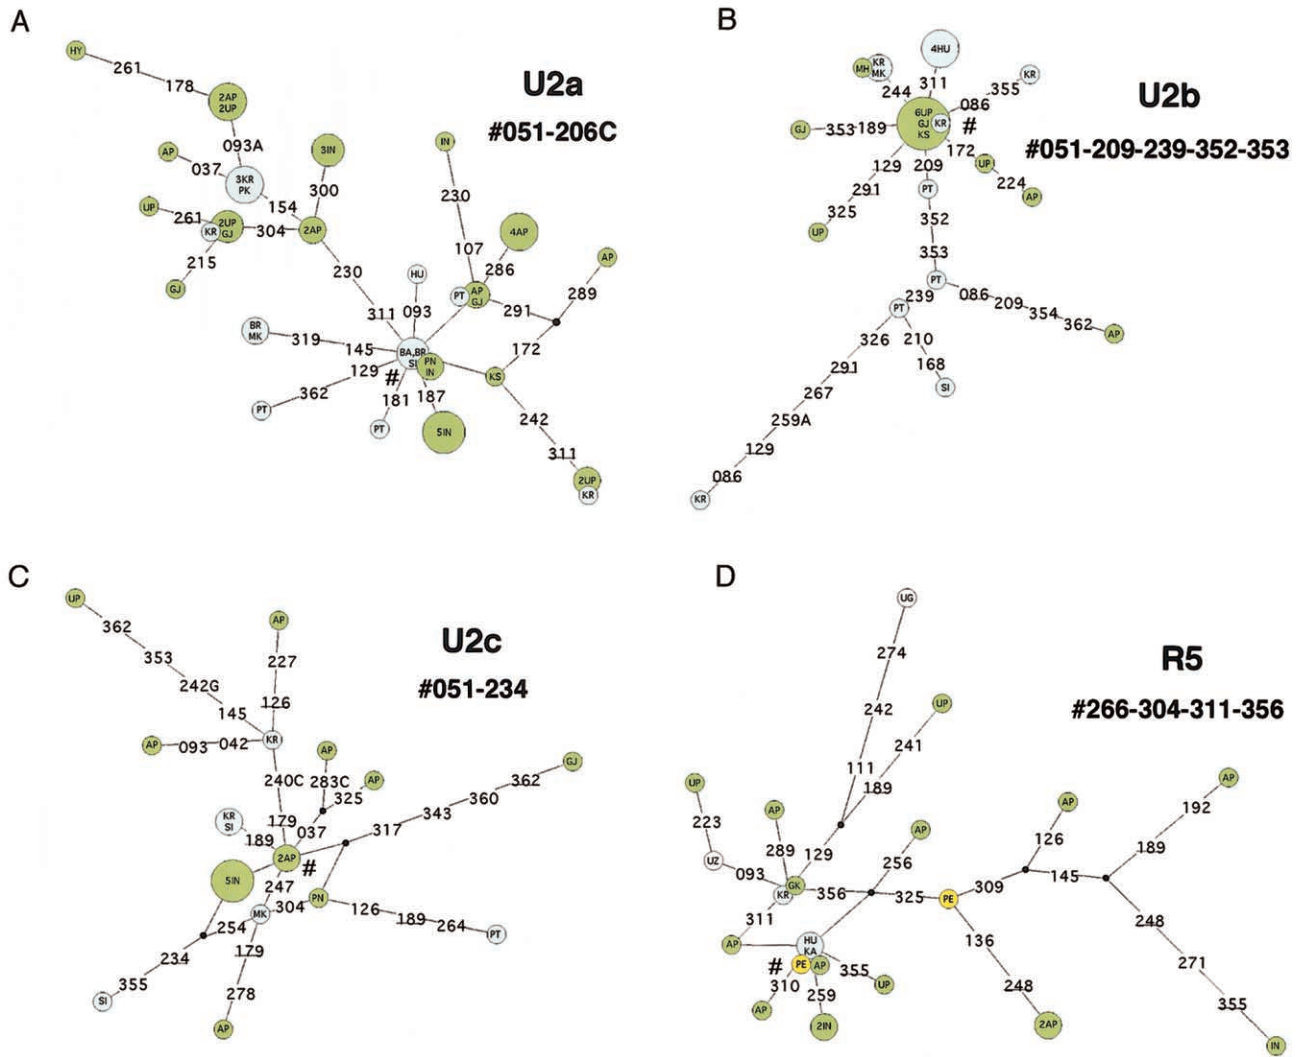 A
HY
261
178
2AP
2UP
093A
AP
037
3KR
PK
3IN
300
154
UP
261
2UP
GJ
KR
304
2AP
215
GJ
230
311
IN
230
107
4AP
286
AP
289
PT
AP
GJ
291
HU
093
BR
MK
319
145
BA,BR
SI
PN
IN
172
KS
129
362
PT
#
181
187
PT
5IN
242
311
2UP
KR
U2a
#051-206C
B
4HU
MH
KR
MK
KR
311
355
244
086
6UP
GJ
KS
KR
#
GJ
353
189
172
129
209
UP
224
AP
291
PT
325
UP
352
353
PT
239
086
209
354
362
AP
PT
326
210
291
168
SI
267
259A
129
086
KR
U2b
#051-209-239-352-353
C
UP
362
353
242G
145
AP
227
126
AP
093
042
KR
240C
AP
283C
AP
325
GJ
362
360
343
317
KR
SI
179
189
037
2AP
#
5IN
247
PN
304
MK
126
189
264
PT
254
234
179
355
SI
278
AP
U2c
#051-234
D
UG
274
242
UP
241
111
189
UP
223
AP
289
129
AP
256
UZ
093
GK
KR
356
325
PE
309
AP
126
145
AP
192
189
311
AP
HU
KA
#
PE
AP
310
AP
259
355
UP
2IN
136
248
2AP
248
271
355
IN
R5
#266-304-311-356